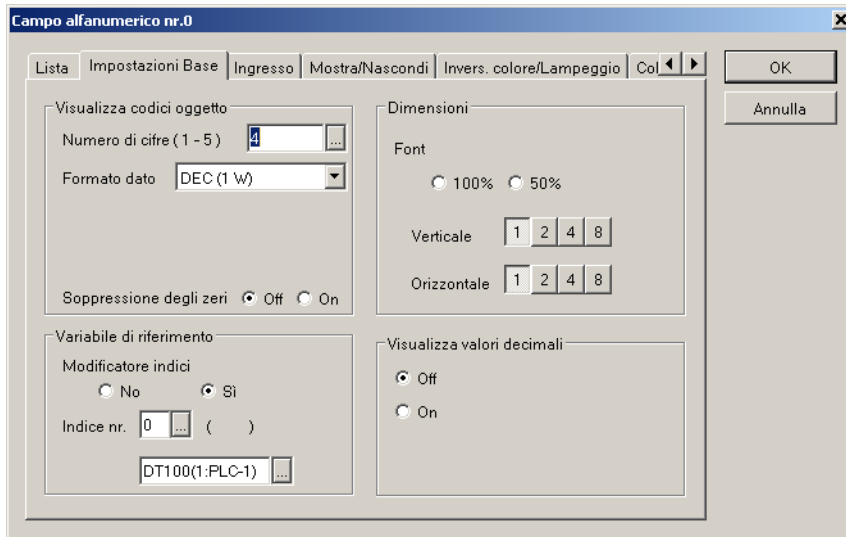 Campo alfanumerico nr.0
Lista Impostazioni Base Ingresso Mostra/Nascondi Invers. colore/Lampeggio Col
OK
Annulla
Visualizza codici oggetto
Numero di cifre ( 1 - 5 ) 4 ...
Formato dato DEC (1 W)
Soppressione degli zeri Off On
Dimensioni
Font
100% 50%
Verticale 1 2 4 8
Orizzontale 1 2 4 8
Variabile di riferimento
Modificatore indici
No Sì
Indice nr. 0 ... ( )
DT100(1:PLC-1) ...
Visualizza valori decimali
Off
On